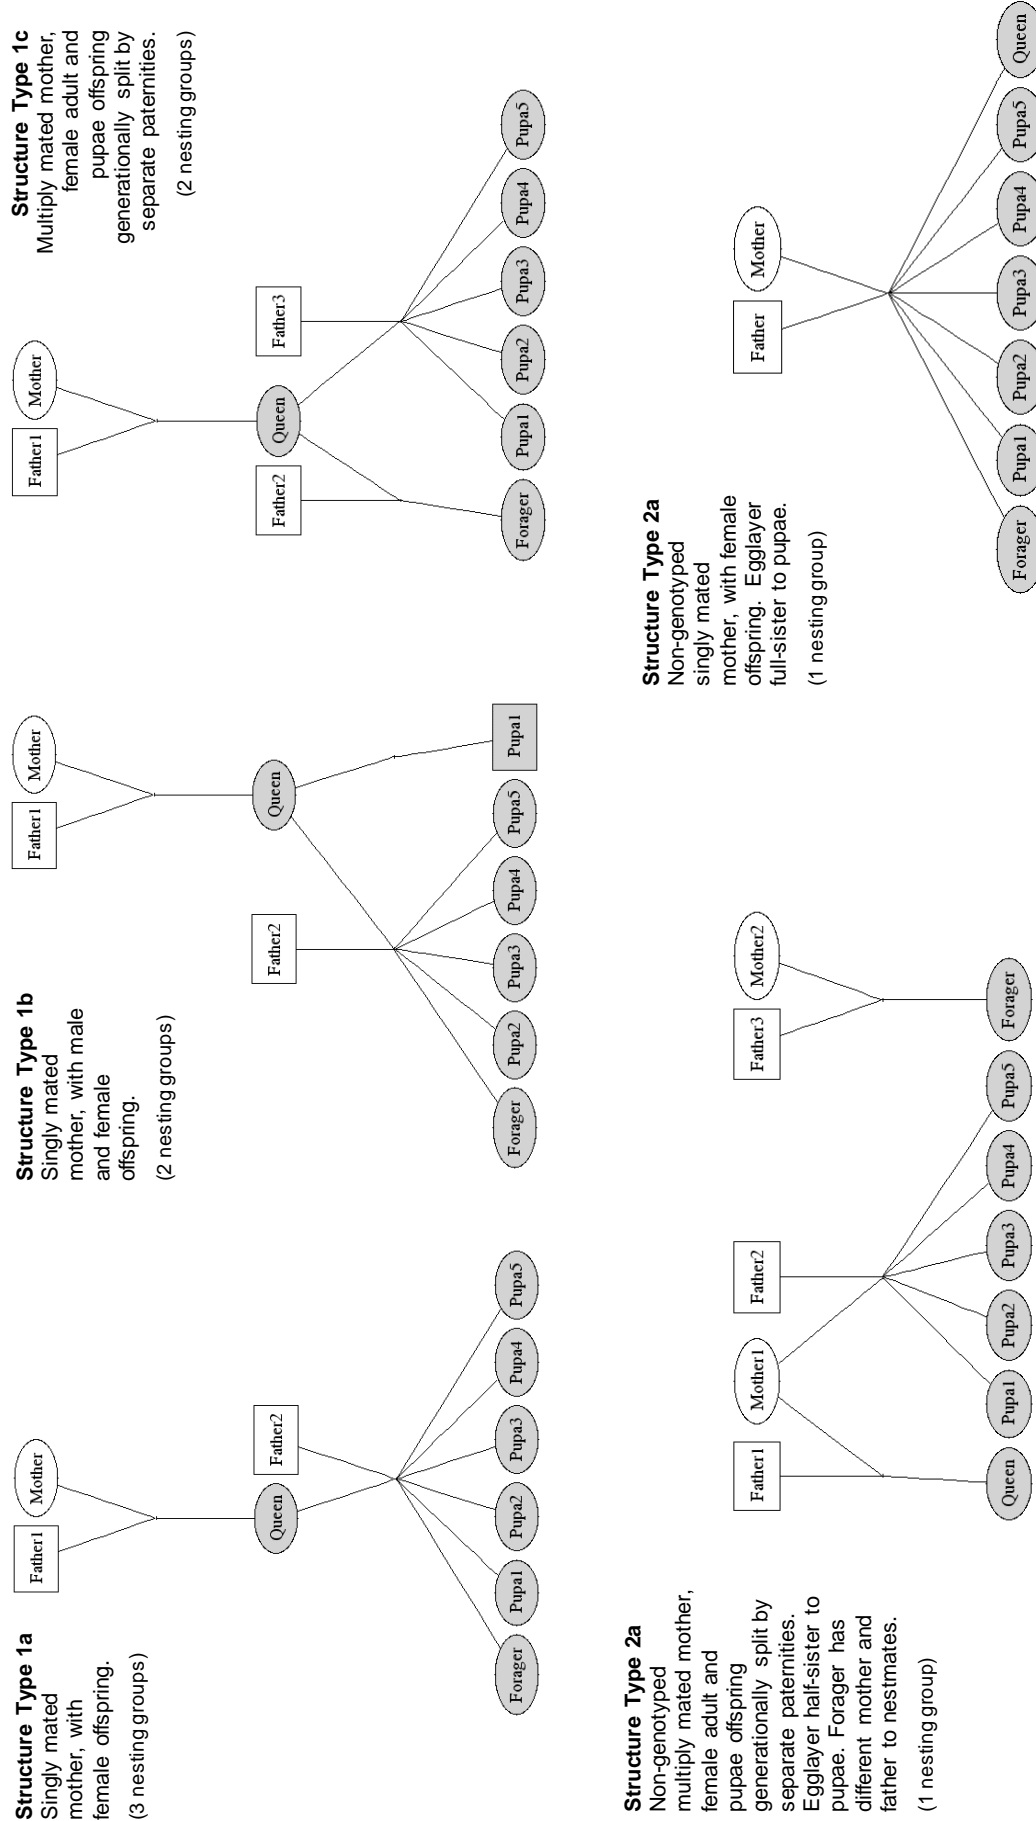 Structure Type 1a
Singly mated
mother, with
female offspring.
(3 nesting groups)
Father1
Mother
Queen
Father2
Forager
Pupa1
Pupa2
Pupa3
Pupa4
Pupa5
Structure Type 1b
Singly mated
mother, with male
and female
offspring.
(2 nesting groups)
Father1
Mother
Father2
Queen
Forager
Pupa2
Pupa3
Pupa4
Pupa5
Pupa1
Structure Type 1c
Multiply mated mother,
female adult and
pupae offspring
generationally split by
separate paternities.
(2 nesting groups)
Father1
Mother
Father2
Queen
Father3
Forager
Pupa1
Pupa2
Pupa3
Pupa4
Pupa5
Structure Type 2a
Non-genotyped
multiply mated mother,
female adult and
pupae offspring
generationally split by
separate paternities.
Egglayer half-sister to
pupae. Forager has
different mother and
father to nestmates.
(1 nesting group)
Father1
Mother1
Father2
Father3
Mother2
Queen
Pupa1
Pupa2
Pupa3
Pupa4
Pupa5
Forager
Structure Type 2a
Non-genotyped
singly mated
mother, with female
offspring. Egglayer
full-sister to pupae.
(1 nesting group)
Father
Mother
Forager
Pupa1
Pupa2
Pupa3
Pupa4
Pupa5
Queen